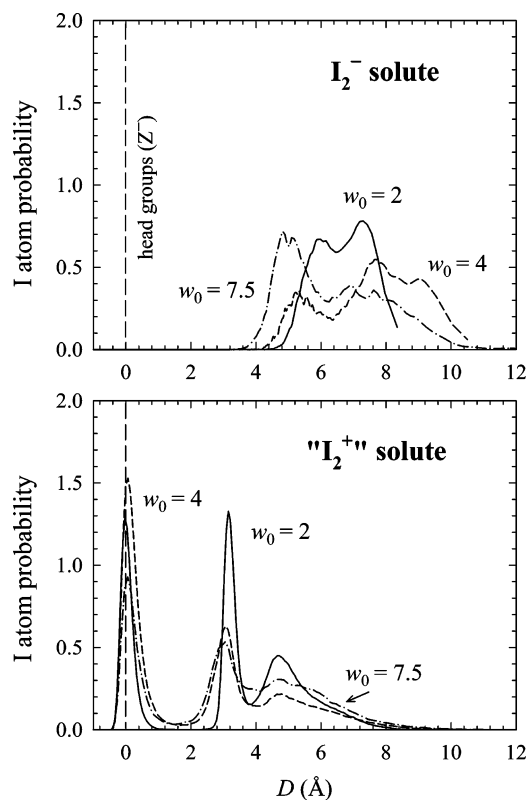 2.0
1.5
1.0
0.5
0.0
I atom probability
head groups (Z⁻)
I₂⁻ solute
w₀ = 2
w₀ = 7.5
w₀ = 4
0 2 4 6 8 10 12
2.0
1.5
1.0
0.5
0.0
I atom probability
"I₂⁺" solute
w₀ = 4
w₀ = 2
w₀ = 7.5
0 2 4 6 8 10 12
D (Å)